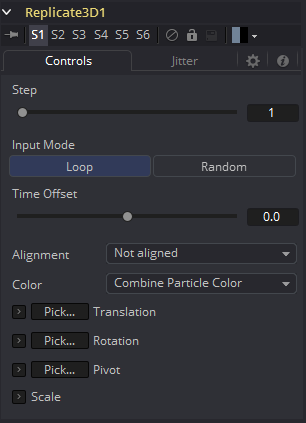 Replicate3D1
S1 S2 S3 S4 S5 S6
Controls Jitter
Step
1
Input Mode
Loop Random
Time Offset
0.0
Alignment Not aligned
Color Combine Particle Color
Pick... Translation
Pick... Rotation
Pick... Pivot
Scale